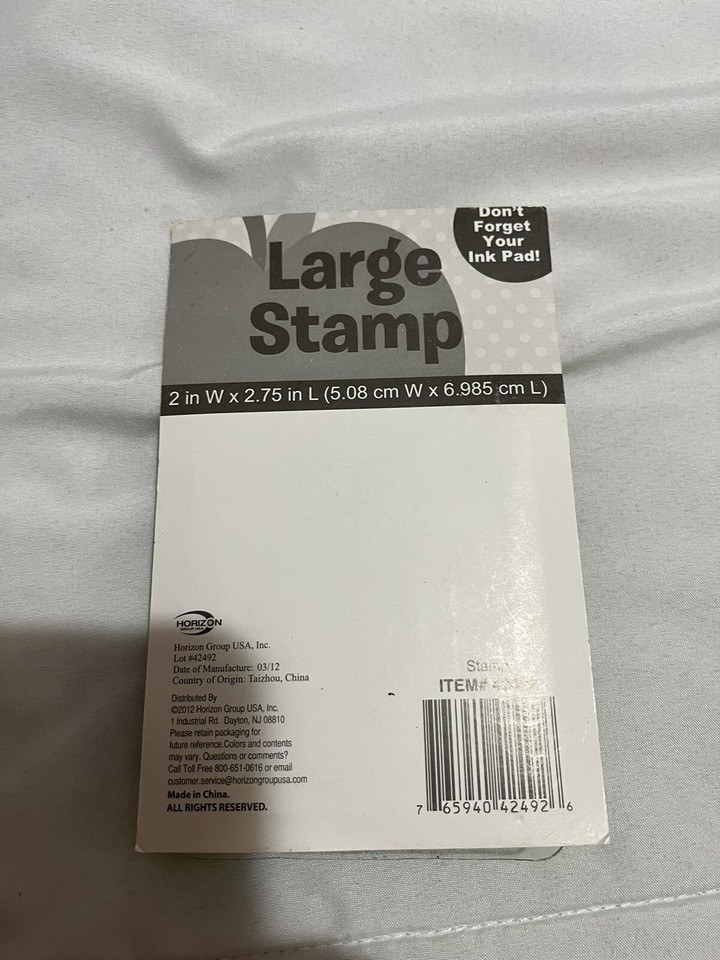 Don't
Forget
Your
Ink Pad!
Large
Stamp
2 in W x 2.75 in L (5.08 cm W x 6.985 cm L)
HORIZON
GROUP USA
Horizon Group USA, Inc.
Lot #42492
Date of Manufacture: 03/12
Country of Origin: Taizhou, China
Distributed By
©2012 Horizon Group USA, Inc.
1 Industrial Rd. Dayton, NJ 08810
Please retain packaging for
future reference.Colors and contents
may vary. Questions or comments?
Call Toll Free 800-651-0616 or email
customer.service@horizongroupusa.com
Made in China.
ALL RIGHTS RESERVED.
Stamp
ITEM#
7 65940 42492 6